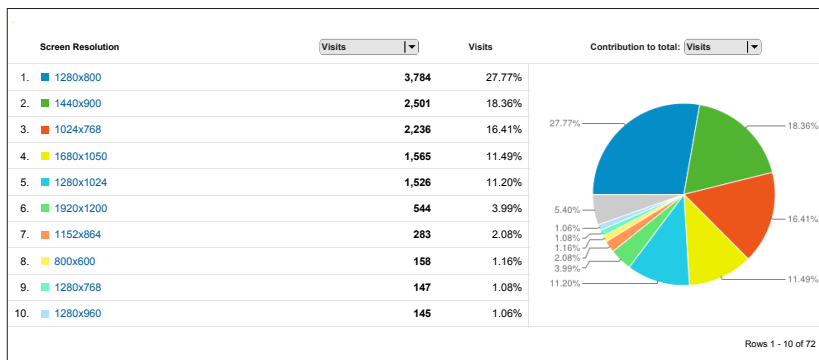 Screen Resolution Visits Visits Contribution to total: Visits
1. 1280x800 3,784 27.77%
2. 1440x900 2,501 18.36%
3. 1024x768 2,236 16.41%
4. 1680x1050 1,565 11.49%
5. 1280x1024 1,526 11.20%
6. 1920x1200 544 3.99%
7. 1152x864 283 2.08%
8. 800x600 158 1.16%
9. 1280x768 147 1.08%
10. 1280x960 145 1.06%
27.77%
18.36%
5.40%
1.06%
1.08%
1.16%
2.08%
3.99%
11.20%
16.41%
11.49%
Rows 1 - 10 of 72